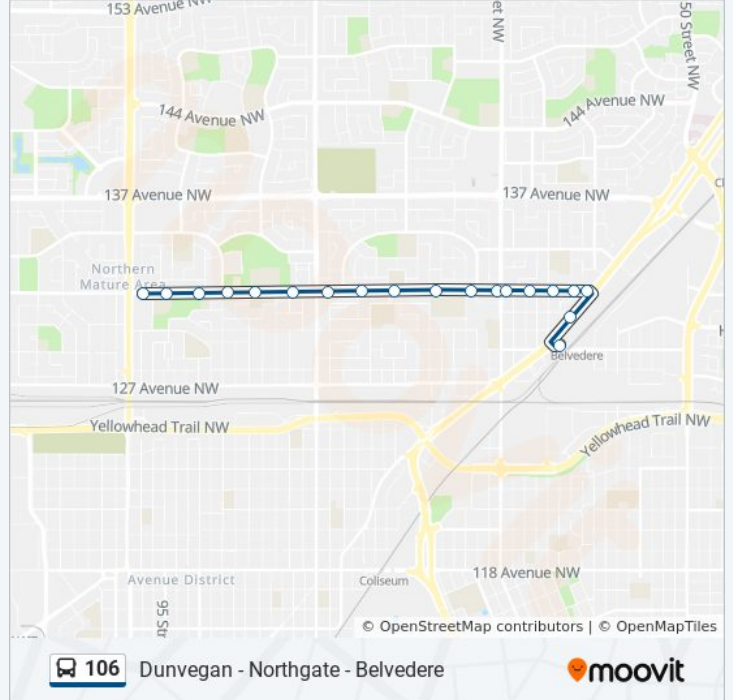 153 Avenue NW
50 Street NW
144 Avenue NW
144 Avenue NW
137 Avenue NW
137 Avenue NW
Northern
Mature Area
Belvedere
127 Avenue NW
Yellowhead Trail NW
Yellowhead Trail NW
118 Avenue NW
Avenue District
Coliseum
95 Str
© OpenStreetMap contributors | © OpenMapTiles
106 Dunvegan - Northgate - Belvedere
moovit